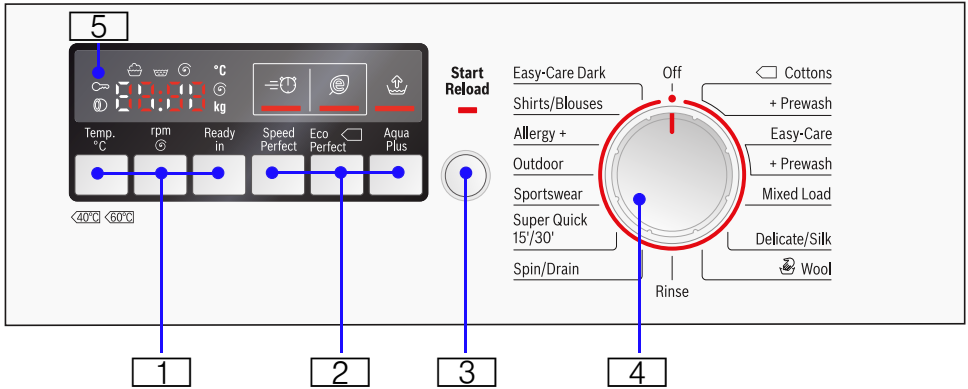 5
°C
18:88
kg
Temp.
°C
rpm
Ready
in
Speed
Perfect
Eco
Perfect
Aqua
Plus
<40°C <60°C
Start
Reload
Off
Easy-Care Dark
Shirts/Blouses
Allergy +
Outdoor
Sportswear
Super Quick
15'/30'
Spin/Drain
Cottons
+ Prewash
Easy-Care
+ Prewash
Mixed Load
Delicate/Silk
Wool
Rinse
1
2
3
4